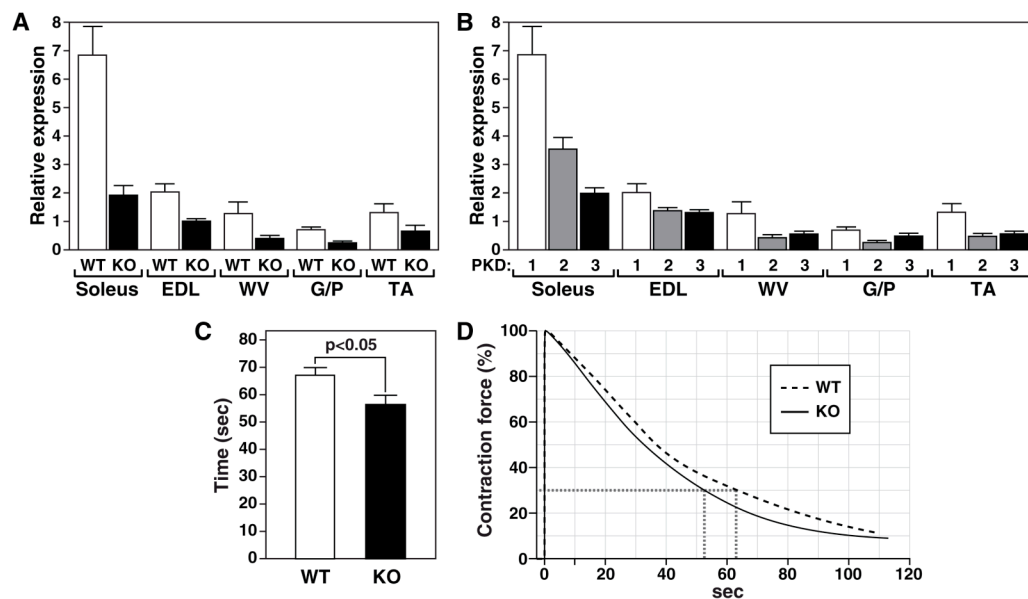 A
Relative expression
8
7
6
5
4
3
2
1
0
WT KO WT KO WT KO WT KO WT KO
Soleus EDL WV G/P TA
B
Relative expression
8
7
6
5
4
3
2
1
0
PKD: 1 2 3 1 2 3 1 2 3 1 2 3 1 2 3
Soleus EDL WV G/P TA
C
Time (sec)
80
70
60
50
40
30
20
10
0
p<0.05
WT KO
D
Contraction force (%)
100
80
60
40
20
0
WT
KO
0 20 40 60 80 100 120
sec